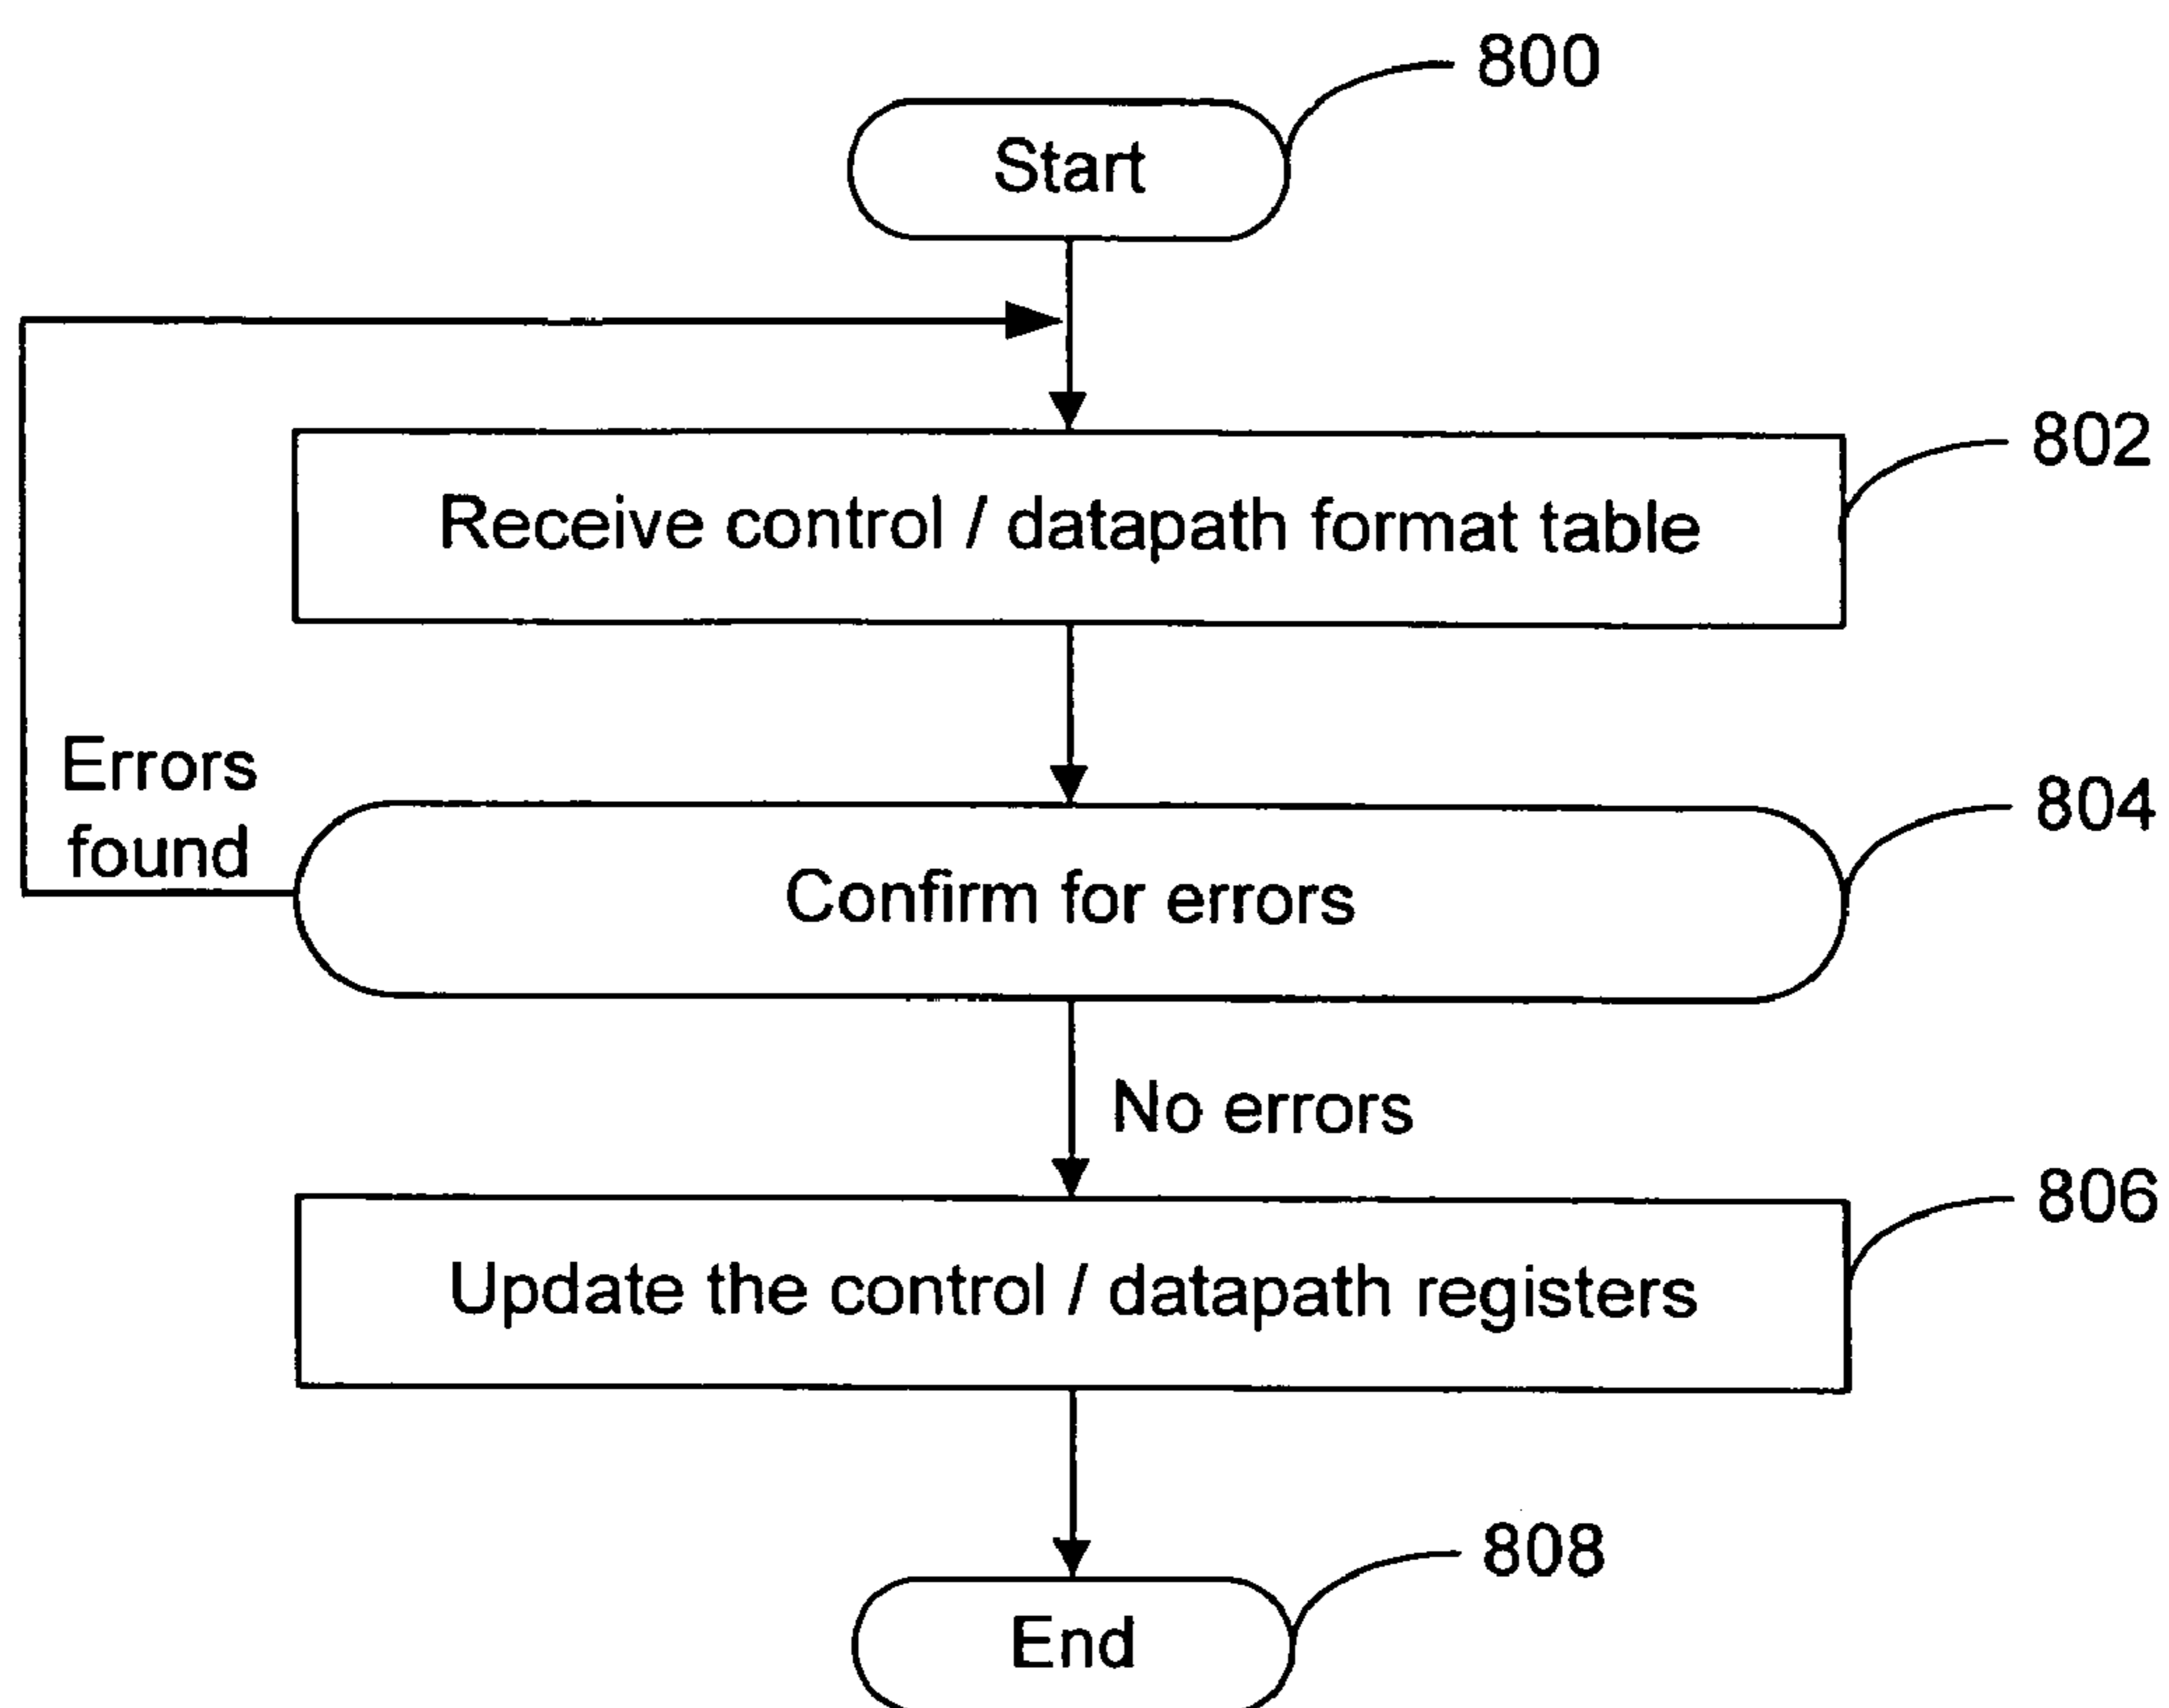 800
Start
802
Receive control / datapath format table
Errors
found
804
Confirm for errors
No errors
806
Update the control / datapath registers
808
End